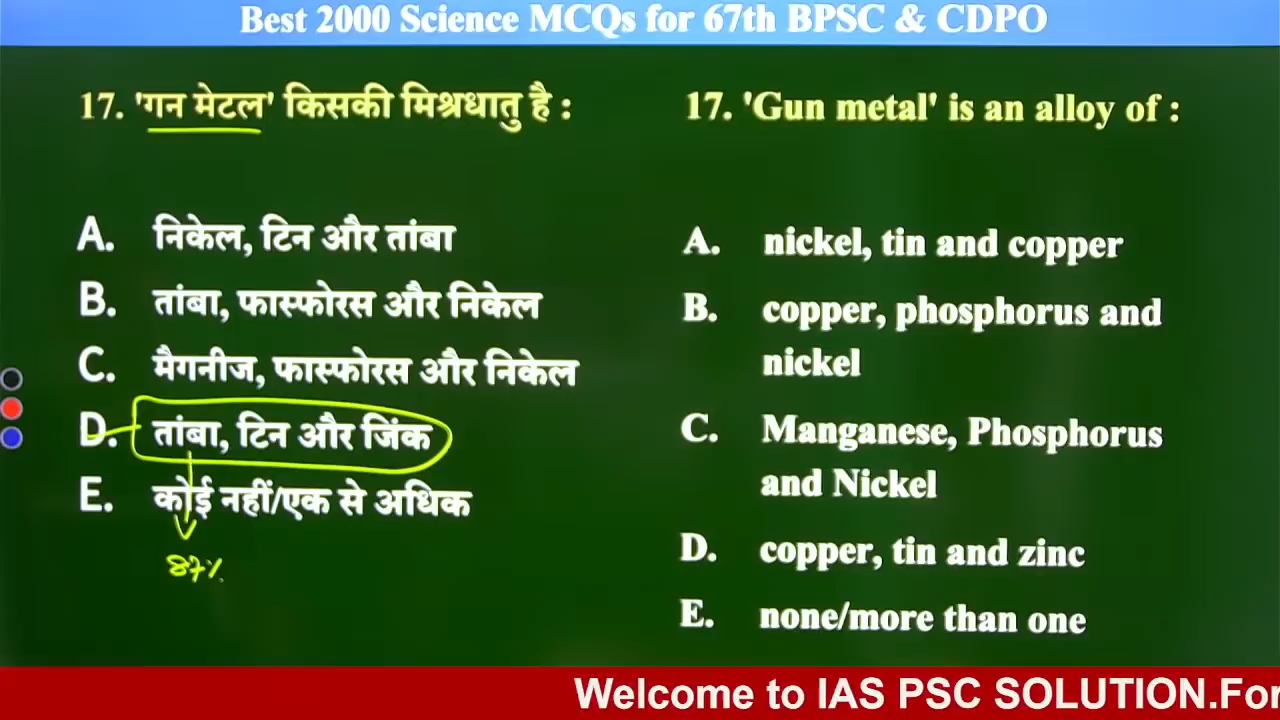 Best 2000 Science MCQs for 67th BPSC & CDPO
17. 'गन मेटल' किसकी मिश्रधातु है :
A. निकेल, टिन और तांबा
B. तांबा, फास्फोरस और निकेल
C. मैगनीज, फास्फोरस और निकेल
D. तांबा, टिन और जिंक
E. कोई नहीं/एक से अधिक
87%
17. 'Gun metal' is an alloy of :
A. nickel, tin and copper
B. copper, phosphorus and
nickel
C. Manganese, Phosphorus
and Nickel
D. copper, tin and zinc
E. none/more than one
Welcome to IAS PSC SOLUTION.For